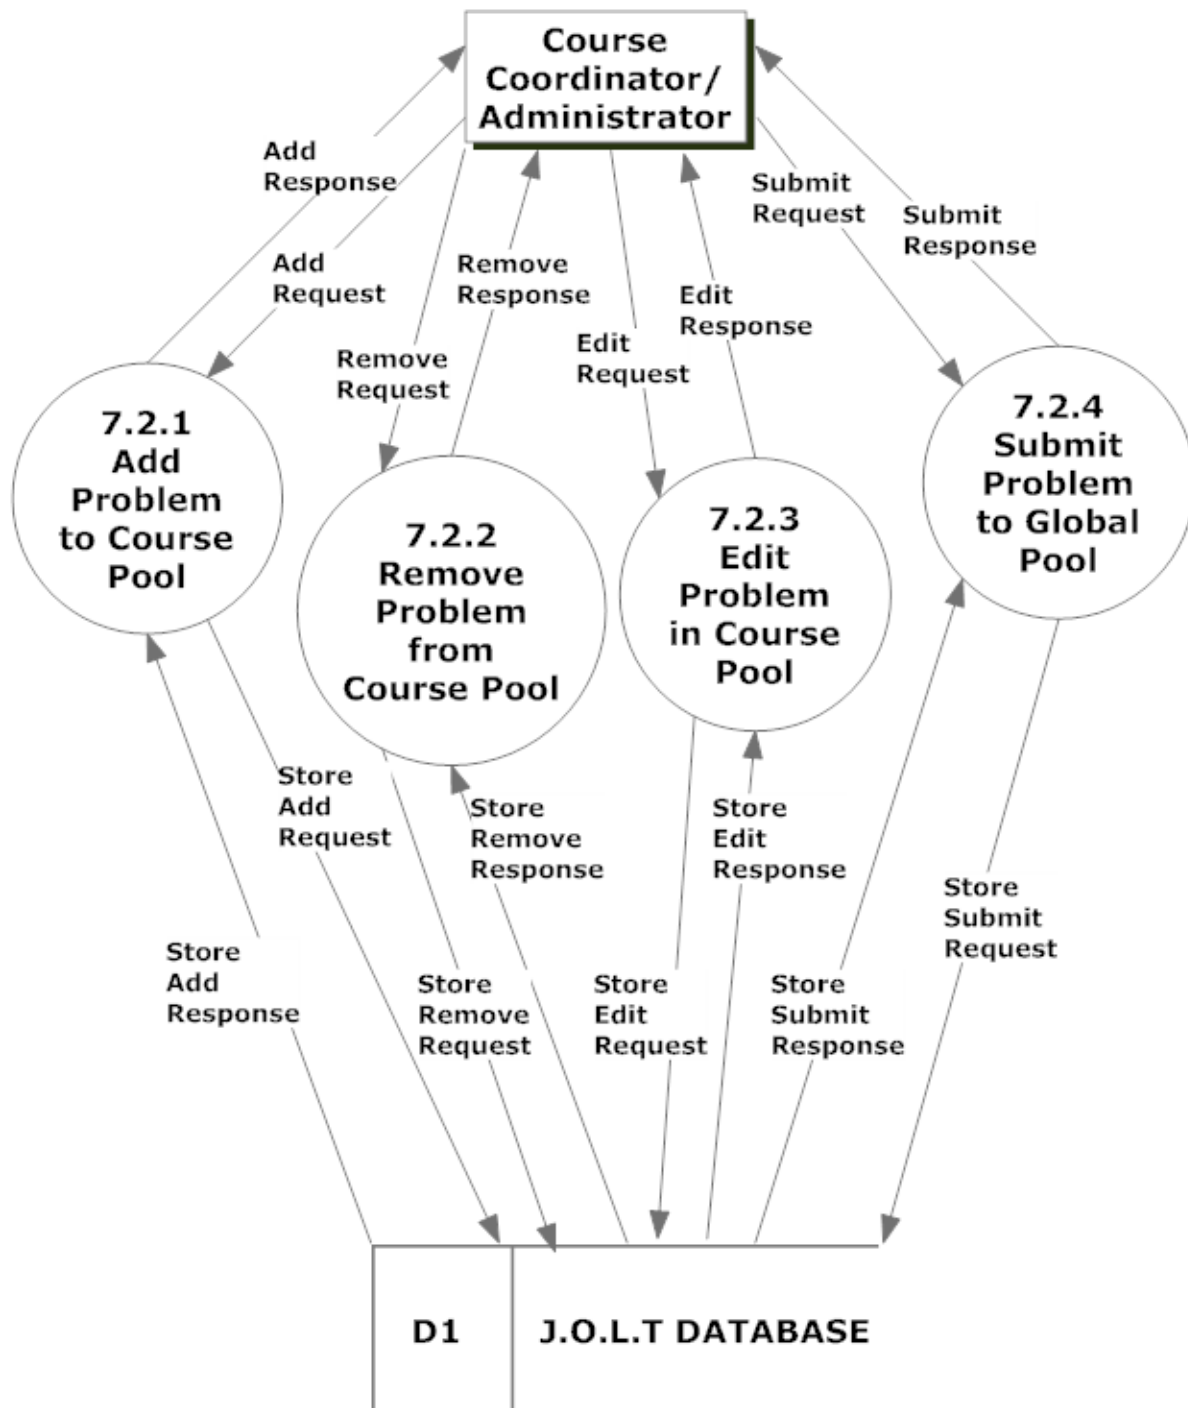 Course
Coordinator/
Administrator
Add
Response
Add
Request
Remove
Request
Remove
Response
Edit
Request
Edit
Response
Submit
Request
Submit
Response
7.2.1
Add
Problem
to Course
Pool
7.2.2
Remove
Problem
from
Course Pool
7.2.3
Edit
Problem
in Course
Pool
7.2.4
Submit
Problem
to Global
Pool
Store
Add
Response
Store
Add
Request
Store
Remove
Request
Store
Remove
Response
Store
Edit
Request
Store
Edit
Response
Store
Submit
Response
Store
Submit
Request
D1
J.O.L.T DATABASE